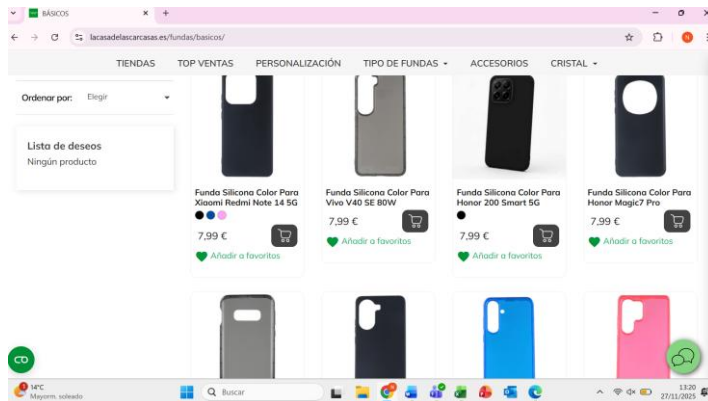 BÁSICOS
lacasadelascarcasas.es/fundas/basicos/
N
TIENDAS TOP VENTAS PERSONALIZACIÓN TIPO DE FUNDAS ACCESORIOS CRISTAL
Ordenar por: Elegir
Lista de deseos
Ningún producto
Funda Silicona Color Para
Xiaomi Redmi Note 14 5G
7,99 €
Añadir a favoritos
Funda Silicona Color Para
Vivo V40 SE 80W
7,99 €
Añadir a favoritos
Funda Silicona Color Para
Honor 200 Smart 5G
7,99 €
Añadir a favoritos
Funda Silicona Color Para
Honor Magic7 Pro
7,99 €
Añadir a favoritos
14°C
Mayorm. soleado
Buscar
13:20
27/11/2025